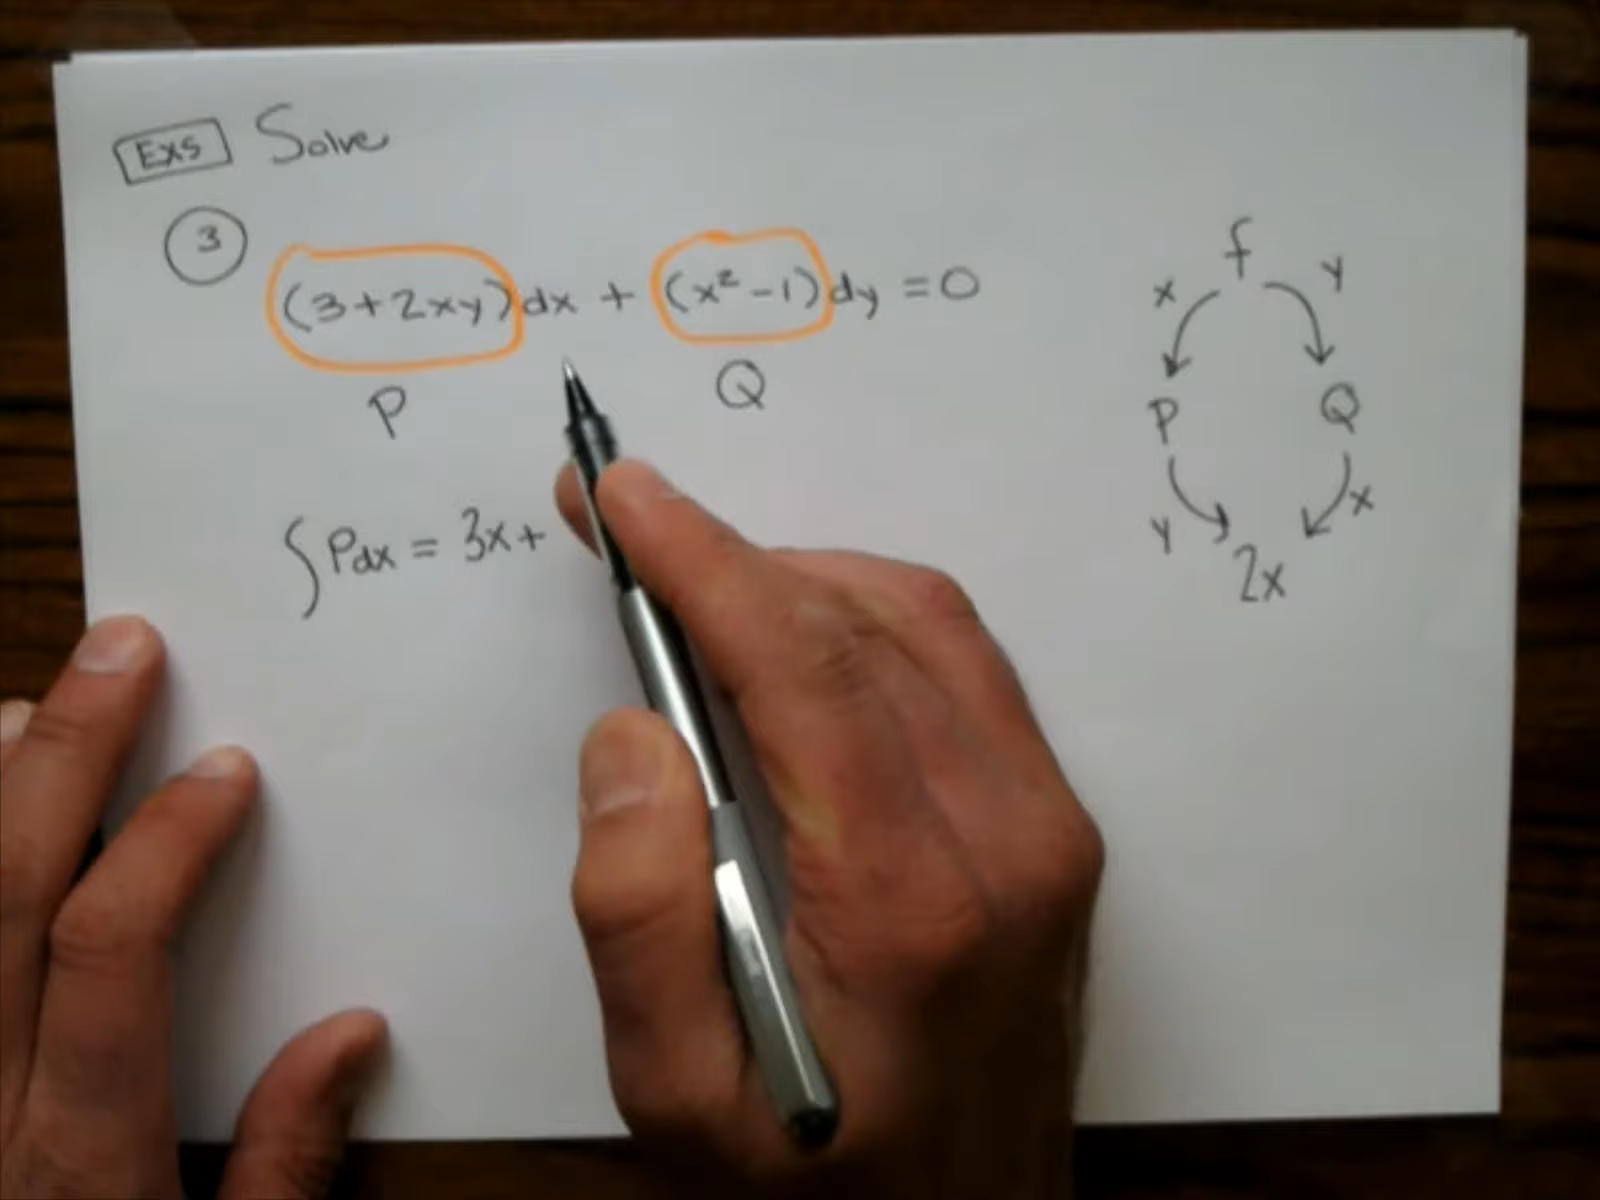 EXS Solve
3
(3+2xy)dx + (x²-1)dy = 0
P Q
∫Pdx = 3x+
f
x y
P Q
y x
2x